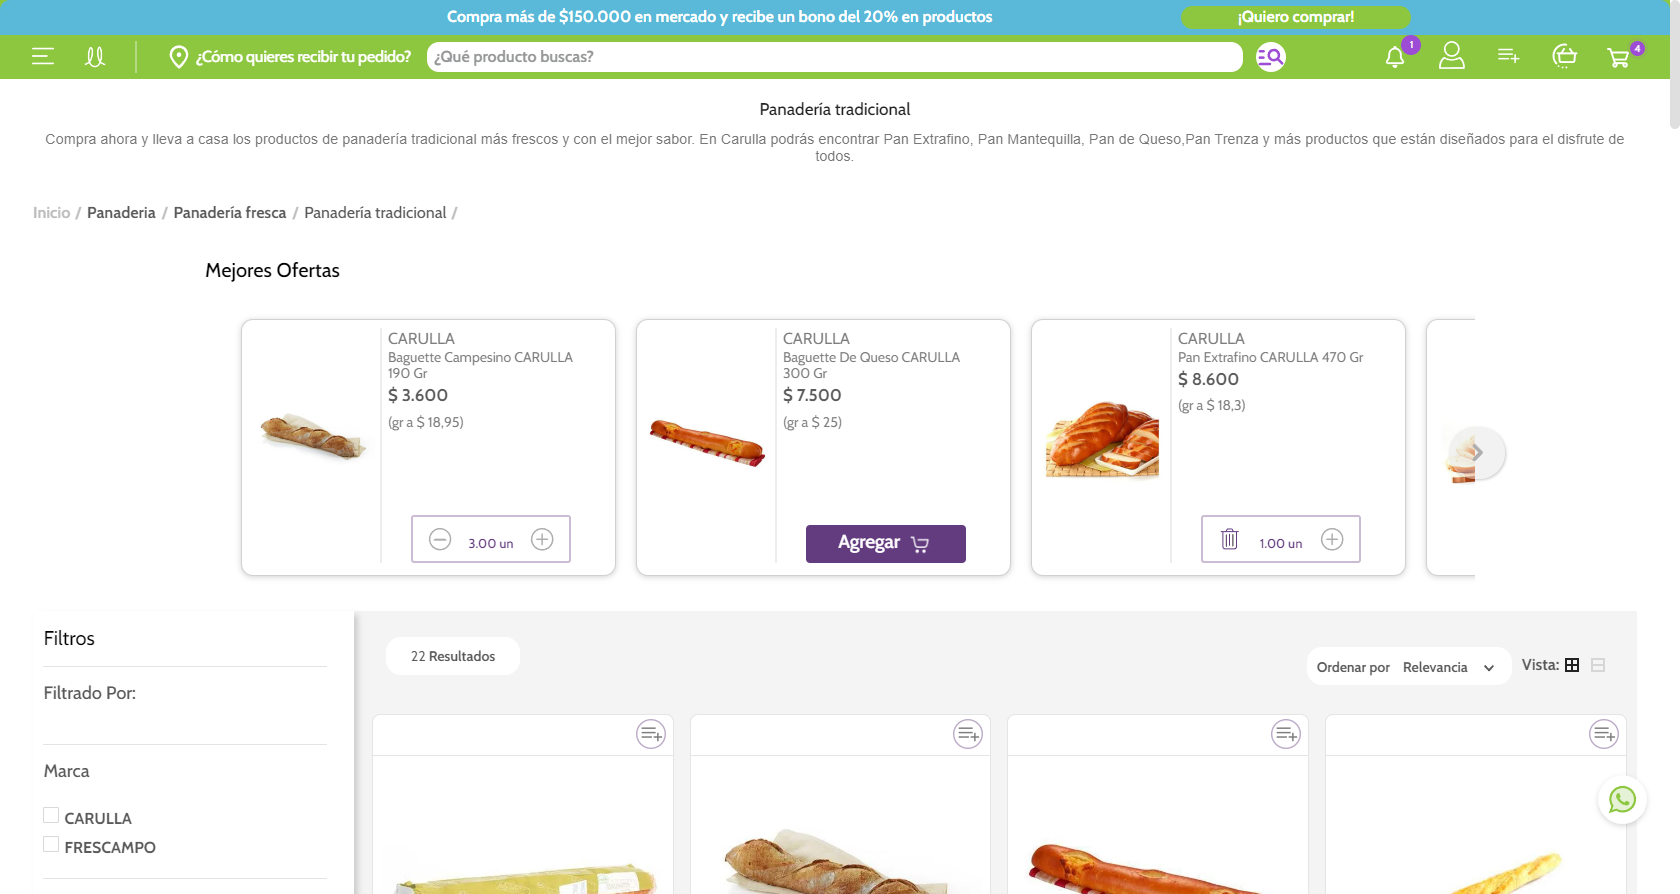 Compra más de $150.000 en mercado y recibe un bono del 20% en productos
¡Quiero comprar!
¿Cómo quieres recibir tu pedido?
¿Qué producto buscas?
1
4
Panadería tradicional
Compra ahora y lleva a casa los productos de panadería tradicional más frescos y con el mejor sabor. En Carulla podrás encontrar Pan Extrafino, Pan Mantequilla, Pan de Queso,Pan Trenza y más productos que están diseñados para el disfrute de
todos.
Inicio / Panaderia / Panadería fresca / Panadería tradicional /
Mejores Ofertas
CARULLA
Baguette Campesino CARULLA
190 Gr
$ 3.600
(gr a $ 18,95)
3.00 un
CARULLA
Baguette De Queso CARULLA
300 Gr
$ 7.500
(gr a $ 25)
Agregar
CARULLA
Pan Extrafino CARULLA 470 Gr
$ 8.600
(gr a $ 18,3)
1.00 un
Filtros
Filtrado Por:
Marca
CARULLA
FRESCAMPO
22 Resultados
Ordenar por Relevancia
Vista: